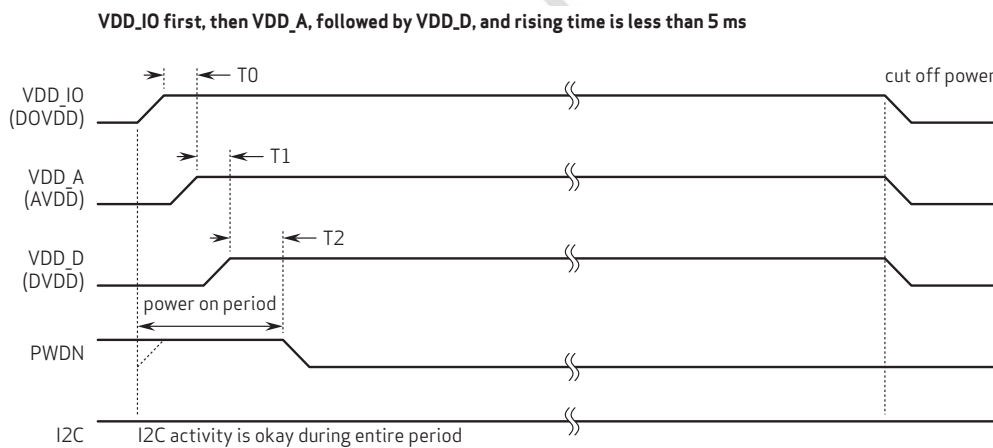 VDD_IO first, then VDD_A, followed by VDD_D, and rising time is less than 5 ms
T0
cut off power
VDD_IO
(DOVDD)
T1
VDD_A
(AVDD)
T2
VDD_D
(DVDD)
power on period
PWDN
I2C
I2C activity is okay during entire period